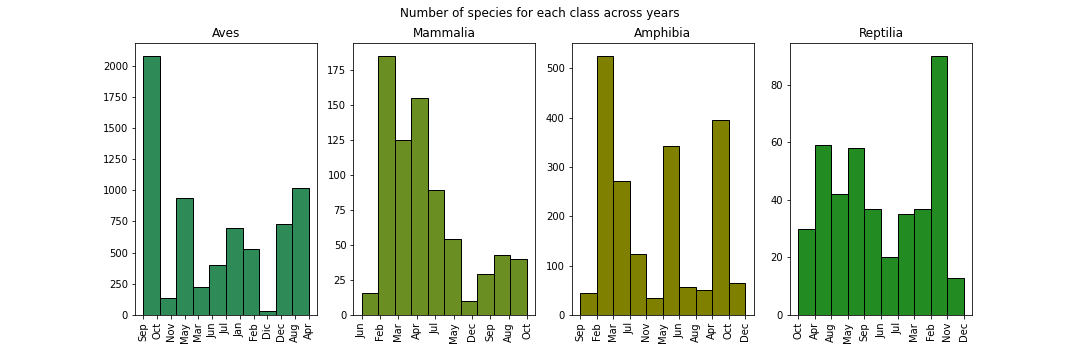 Number of species for each class across years
Aves
Mammalia
Amphibia
Reptilia
2000
1750
1500
1250
1000
750
500
250
0
Sep
Oct
Nov
May
Mar
Jun
Jul
Jan
Feb
Dic
Dec
Aug
Apr
175
150
125
100
75
50
25
0
Jun
Feb
Mar
Apr
Jul
May
Dec
Sep
Aug
Oct
500
400
300
200
100
0
Sep
Feb
Mar
Jul
Nov
May
Jun
Aug
Apr
Oct
Dec
80
60
40
20
0
Oct
Apr
Aug
May
Sep
Jun
Jul
Mar
Feb
Nov
Dec